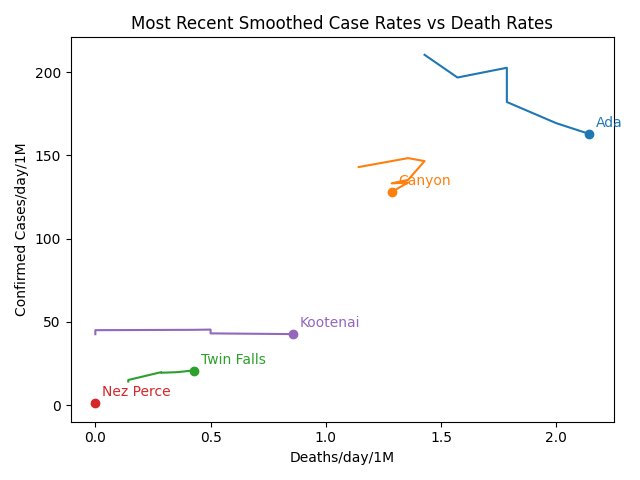 Most Recent Smoothed Case Rates vs Death Rates
Confirmed Cases/day/1M
200
150
100
50
0
Ada
Canyon
Kootenai
Twin Falls
Nez Perce
0.0
0.5
1.0
1.5
2.0
Deaths/day/1M